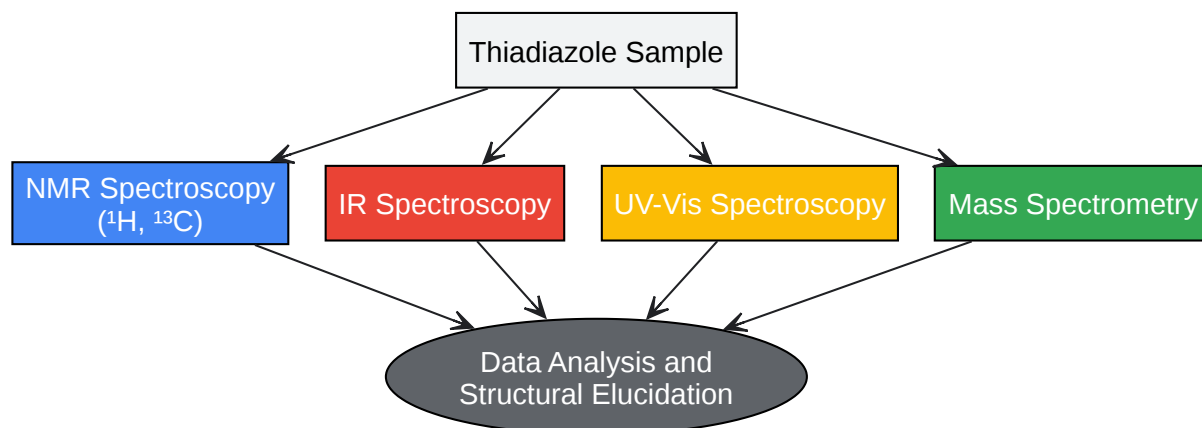 Thiadiazole Sample
NMR Spectroscopy
(¹H, ¹³C)
IR Spectroscopy
UV-Vis Spectroscopy
Mass Spectrometry
Data Analysis and
Structural Elucidation